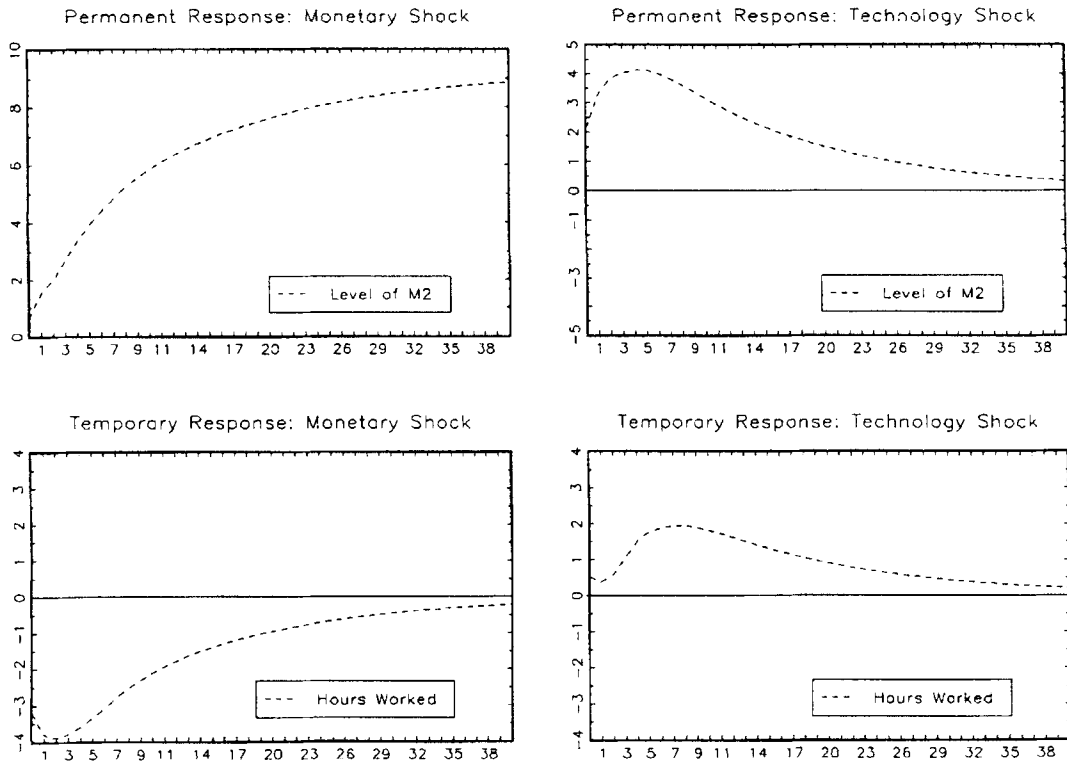 Permanent Response: Monetary Shock
10
8
6
4
2
0
Level of M2
1 3 5 7 9 11 14 17 20 23 26 29 32 35 38
Permanent Response: Technology Shock
5
4
3
2
1
0
-1
-3
-5
Level of M2
1 3 5 7 9 11 14 17 20 23 26 29 32 35 38
Temporary Response: Monetary Shock
4
3
2
1
0
-1
-2
-3
-4
Hours Worked
1 3 5 7 9 11 14 17 20 23 26 29 32 35 38
Temporary Response: Technology Shock
4
3
2
1
0
-1
-2
-3
-4
Hours Worked
1 3 5 7 9 11 14 17 20 23 26 29 32 35 38